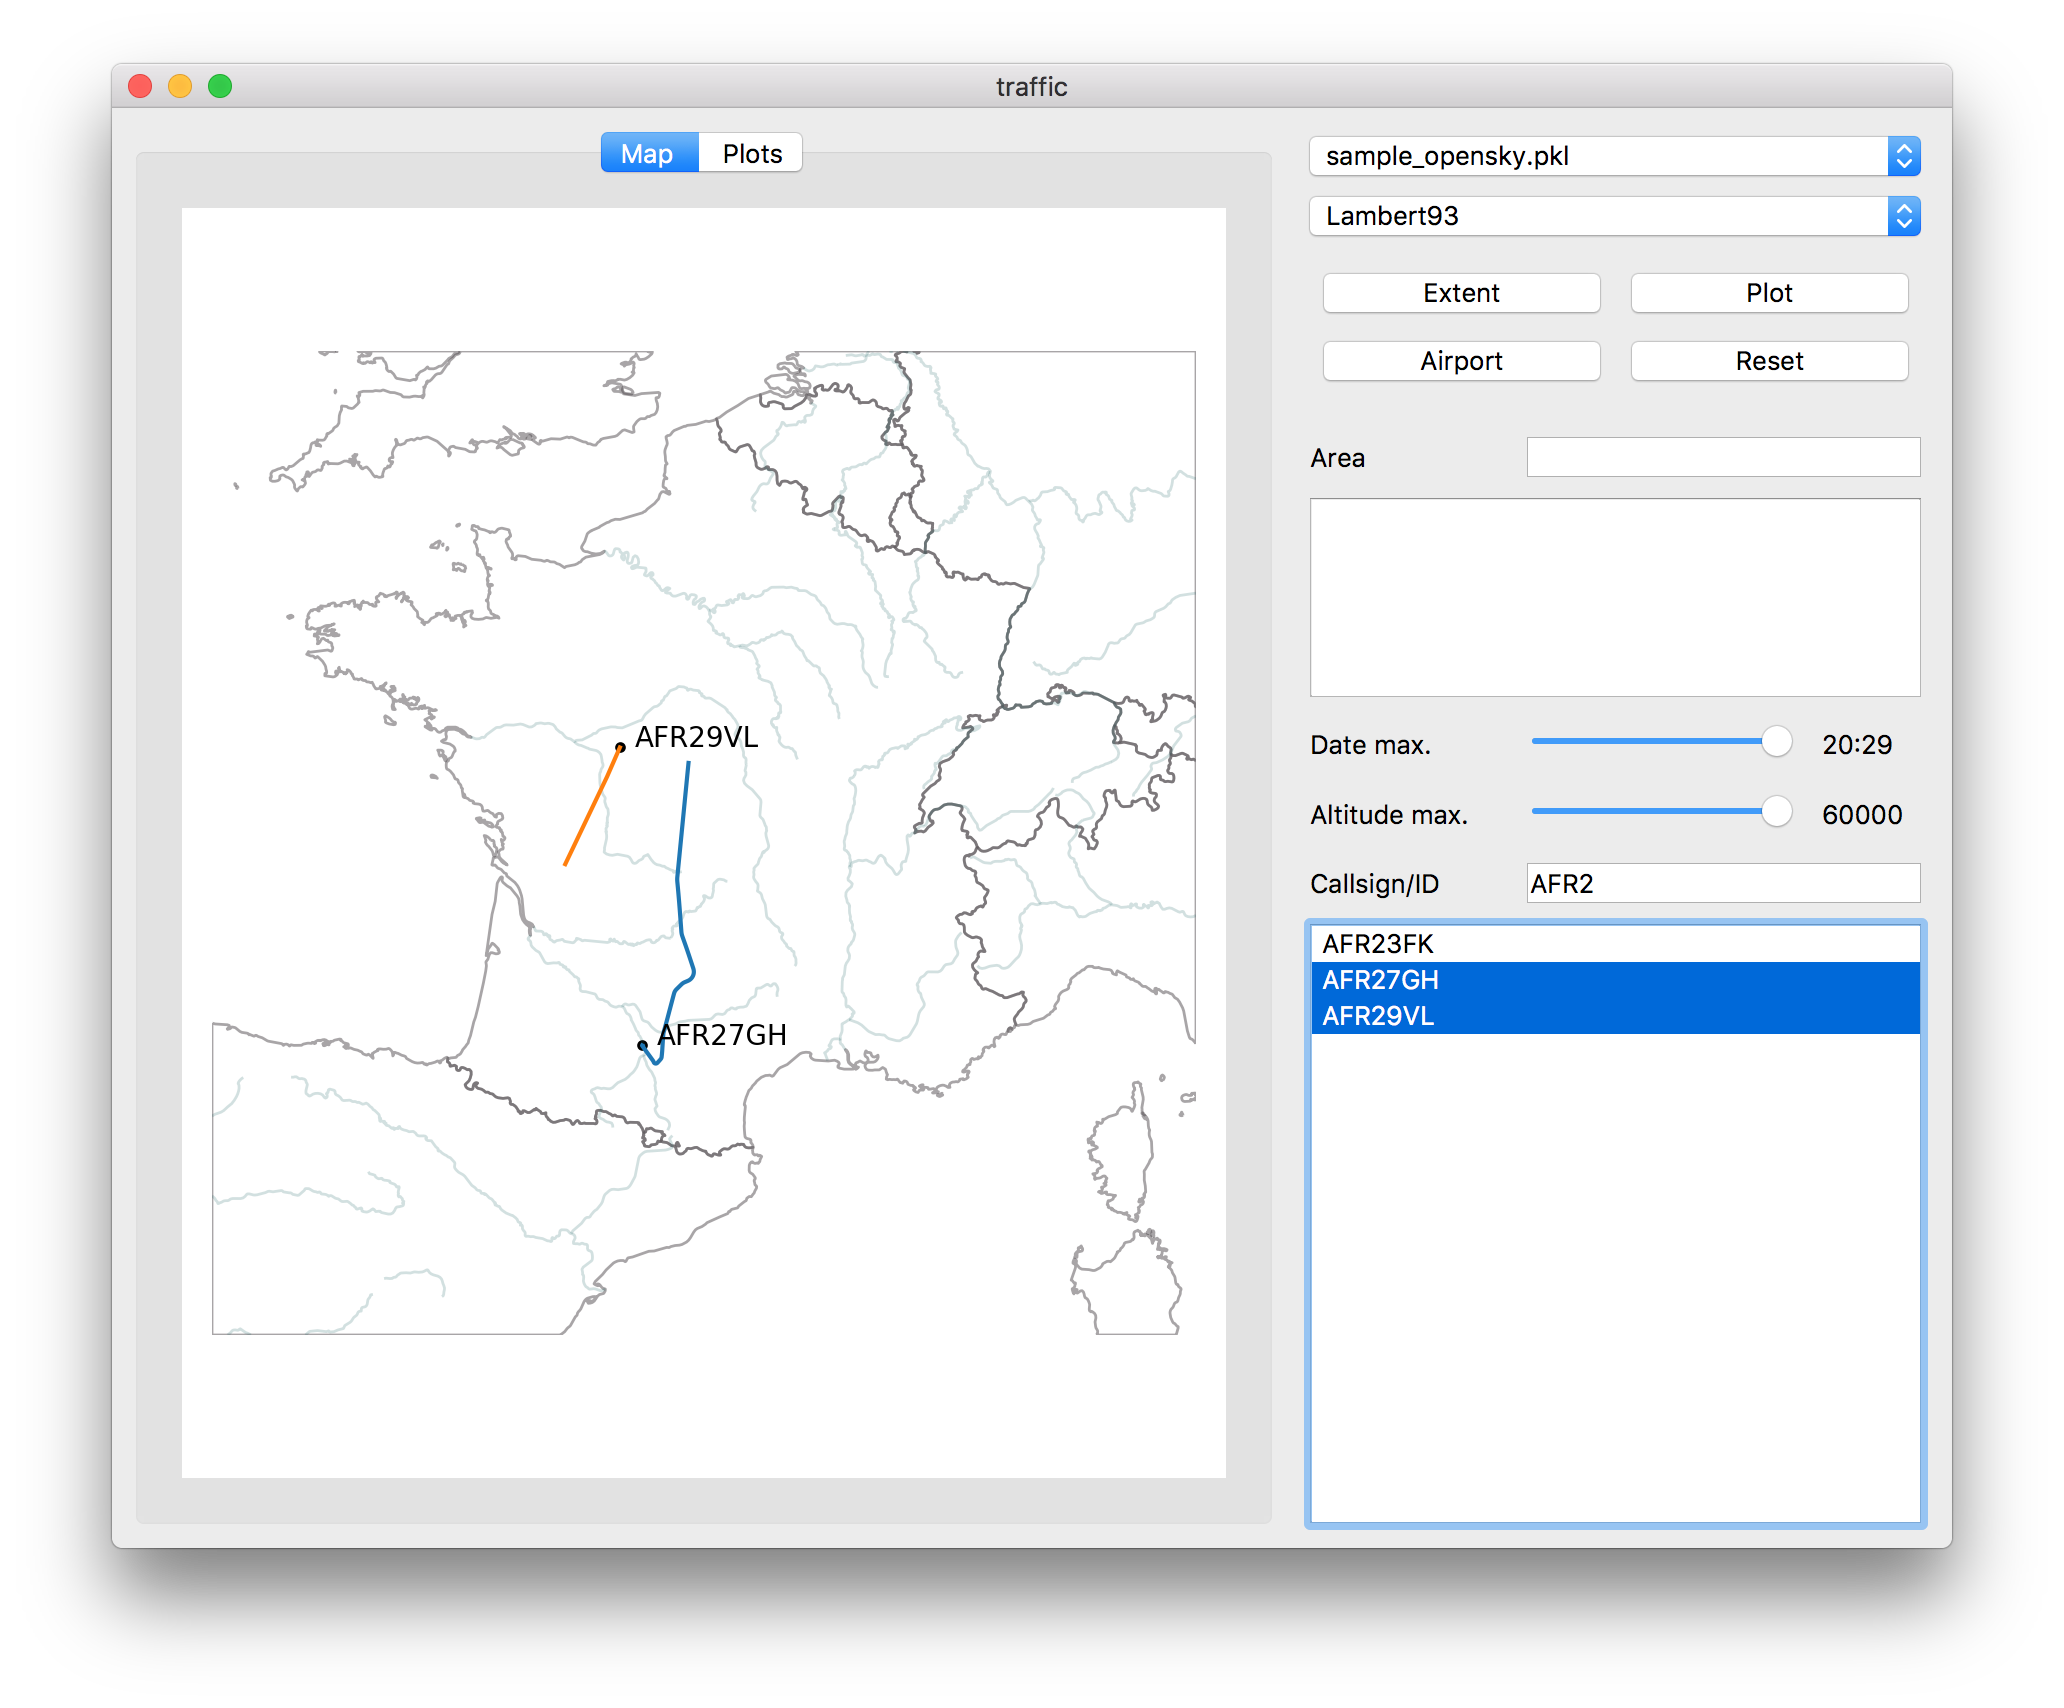 traffic
Map
Plots
AFR29VL
AFR27GH
sample_opensky.pkl
Lambert93
Extent
Plot
Airport
Reset
Area
Date max.
20:29
Altitude max.
60000
Callsign/ID
AFR2
AFR23FK
AFR27GH
AFR29VL